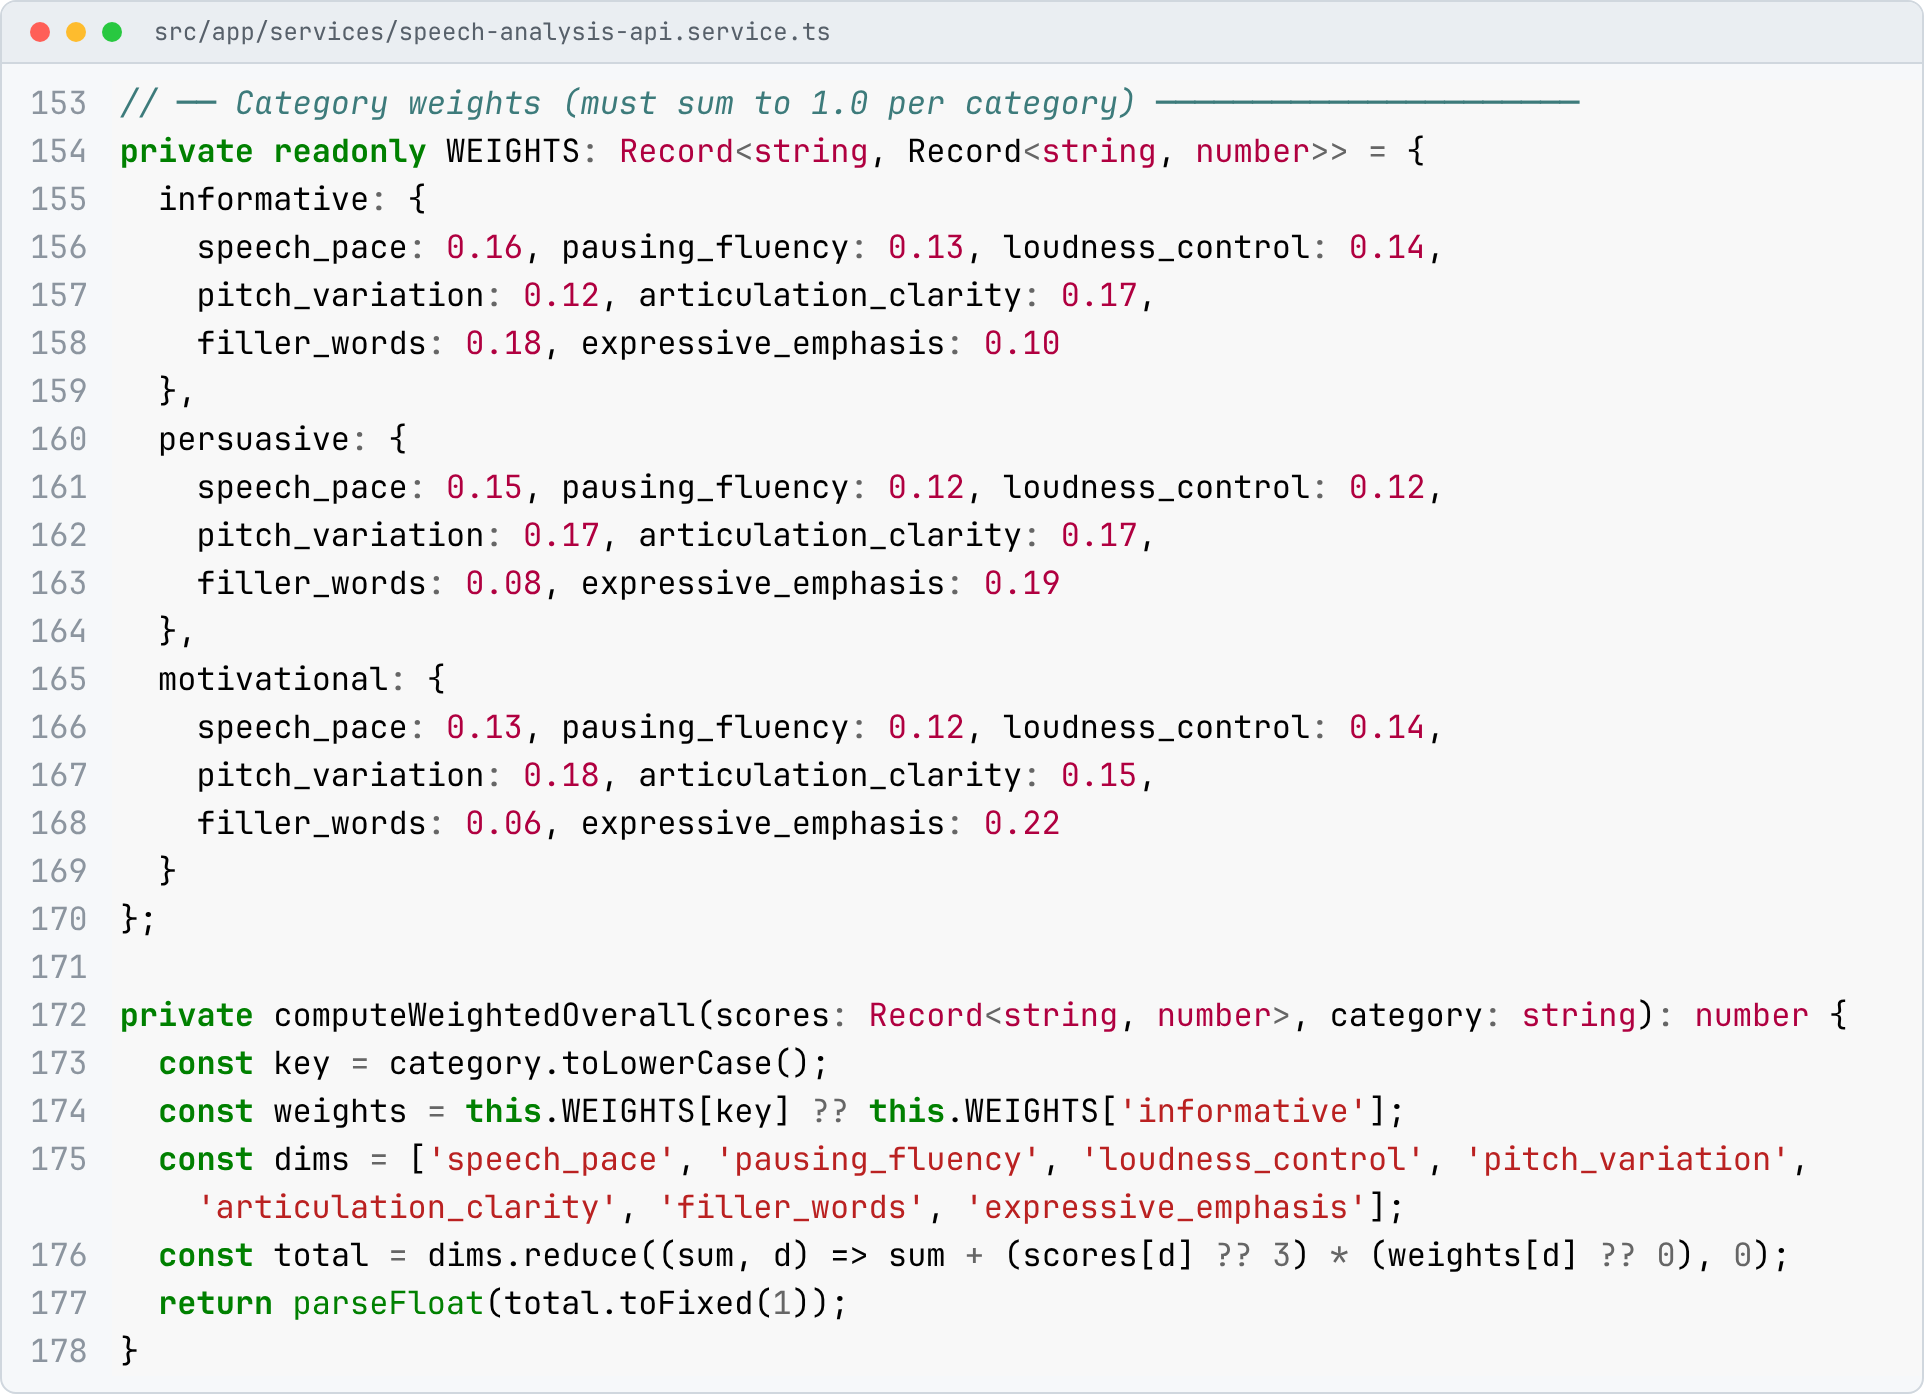 src/app/services/speech-analysis-api.service.ts
153 // ── Category weights (must sum to 1.0 per category) ──────────────────────
154 private readonly WEIGHTS: Record<string, Record<string, number>> = {
155   informative: {
156     speech_pace: 0.16, pausing_fluency: 0.13, loudness_control: 0.14,
157     pitch_variation: 0.12, articulation_clarity: 0.17,
158     filler_words: 0.18, expressive_emphasis: 0.10
159   },
160   persuasive: {
161     speech_pace: 0.15, pausing_fluency: 0.12, loudness_control: 0.12,
162     pitch_variation: 0.17, articulation_clarity: 0.17,
163     filler_words: 0.08, expressive_emphasis: 0.19
164   },
165   motivational: {
166     speech_pace: 0.13, pausing_fluency: 0.12, loudness_control: 0.14,
167     pitch_variation: 0.18, articulation_clarity: 0.15,
168     filler_words: 0.06, expressive_emphasis: 0.22
169   }
170 };
171
172 private computeWeightedOverall(scores: Record<string, number>, category: string): number {
173   const key = category.toLowerCase();
174   const weights = this.WEIGHTS[key] ?? this.WEIGHTS['informative'];
175   const dims = ['speech_pace', 'pausing_fluency', 'loudness_control', 'pitch_variation',
'articulation_clarity', 'filler_words', 'expressive_emphasis'];
176   const total = dims.reduce((sum, d) => sum + (scores[d] ?? 3) * (weights[d] ?? 0), 0);
177   return parseFloat(total.toFixed(1));
178 }